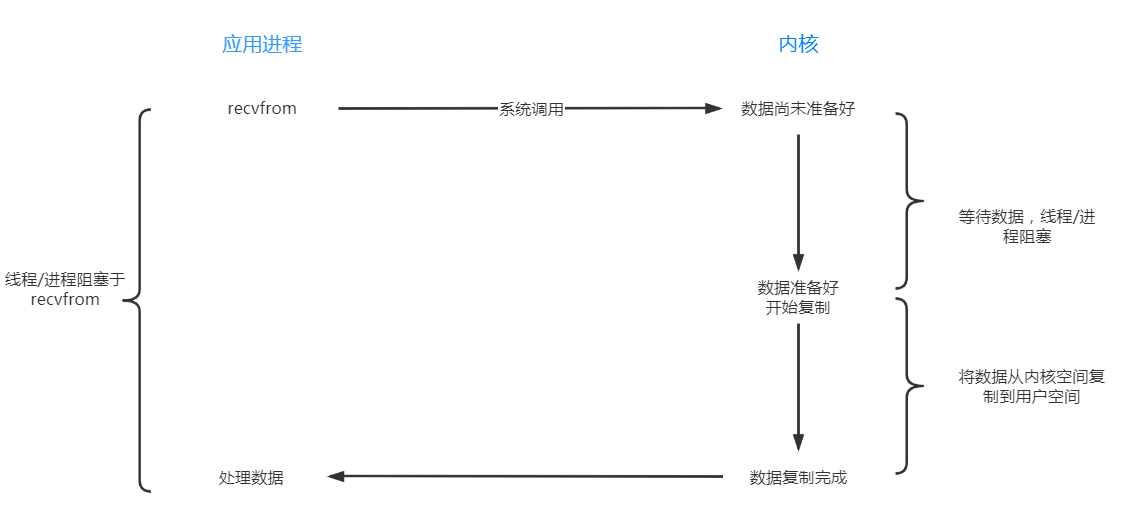 应用进程
内核
recvfrom
系统调用
数据尚未准备好
等待数据，线程/进
程阻塞
线程/进程阻塞于
recvfrom
数据准备好
开始复制
将数据从内核空间复
制到用户空间
处理数据
数据复制完成